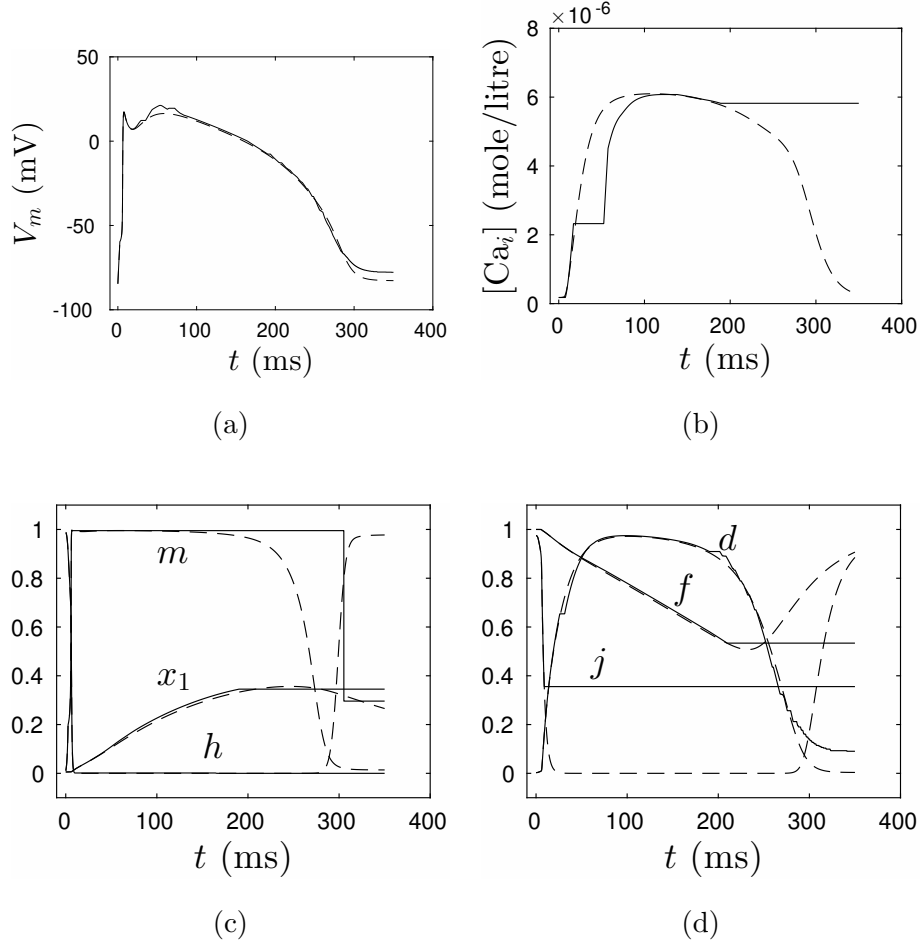 50
0
-50
-100
0 100 200 300 400
V_m (mV)
t (ms)
(a)
× 10^-6
8
6
4
2
0
0 100 200 300 400
[Ca_i] (mole/litre)
t (ms)
(b)
1
0.8
0.6
0.4
0.2
0
m
x_1
h
0 100 200 300 400
t (ms)
(c)
1
0.8
0.6
0.4
0.2
0
d
f
j
0 100 200 300 400
t (ms)
(d)